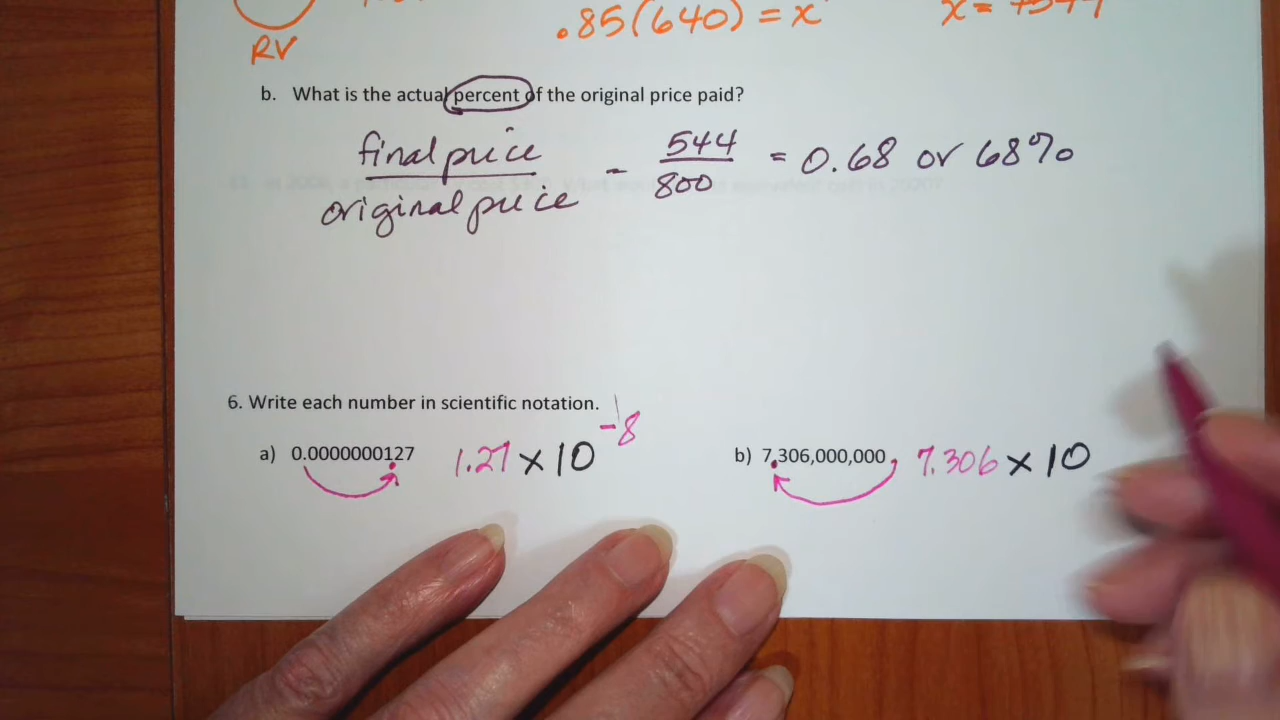 .85(640) = x
RV
b. What is the actual percent of the original price paid?
final price
original price
544
800
= 0.68 or 68%
6. Write each number in scientific notation.
a) 0.0000000127 1.27 x 10 -8
b) 7,306,000,000 7.306 x 10